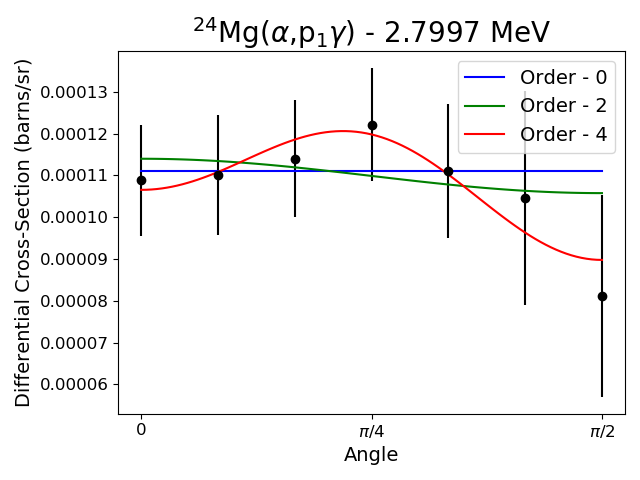 ²⁴Mg(α,p₁γ) - 2.7997 MeV
Differential Cross-Section (barns/sr)
0.00013
0.00012
0.00011
0.00010
0.00009
0.00008
0.00007
0.00006
Order - 0
Order - 2
Order - 4
0 π/4 π/2
Angle